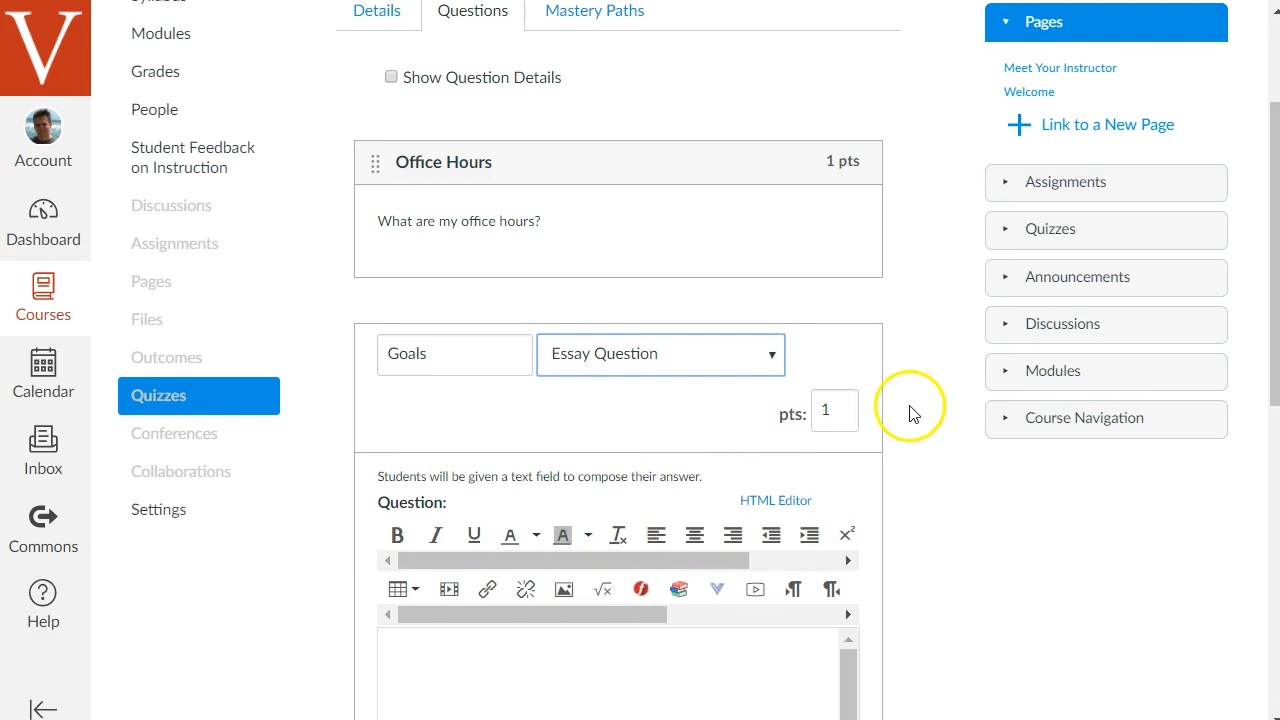 V
Account
Dashboard
Courses
Calendar
Inbox
Commons
Help
Modules
Grades
People
Student Feedback
on Instruction
Discussions
Assignments
Pages
Files
Outcomes
Quizzes
Conferences
Collaborations
Settings
Details
Questions
Mastery Paths
Show Question Details
Office Hours
1 pts
What are my office hours?
Goals
Essay Question
pts:
1
Students will be given a text field to compose their answer.
Question:
HTML Editor
Pages
Meet Your Instructor
Welcome
Link to a New Page
Assignments
Quizzes
Announcements
Discussions
Modules
Course Navigation